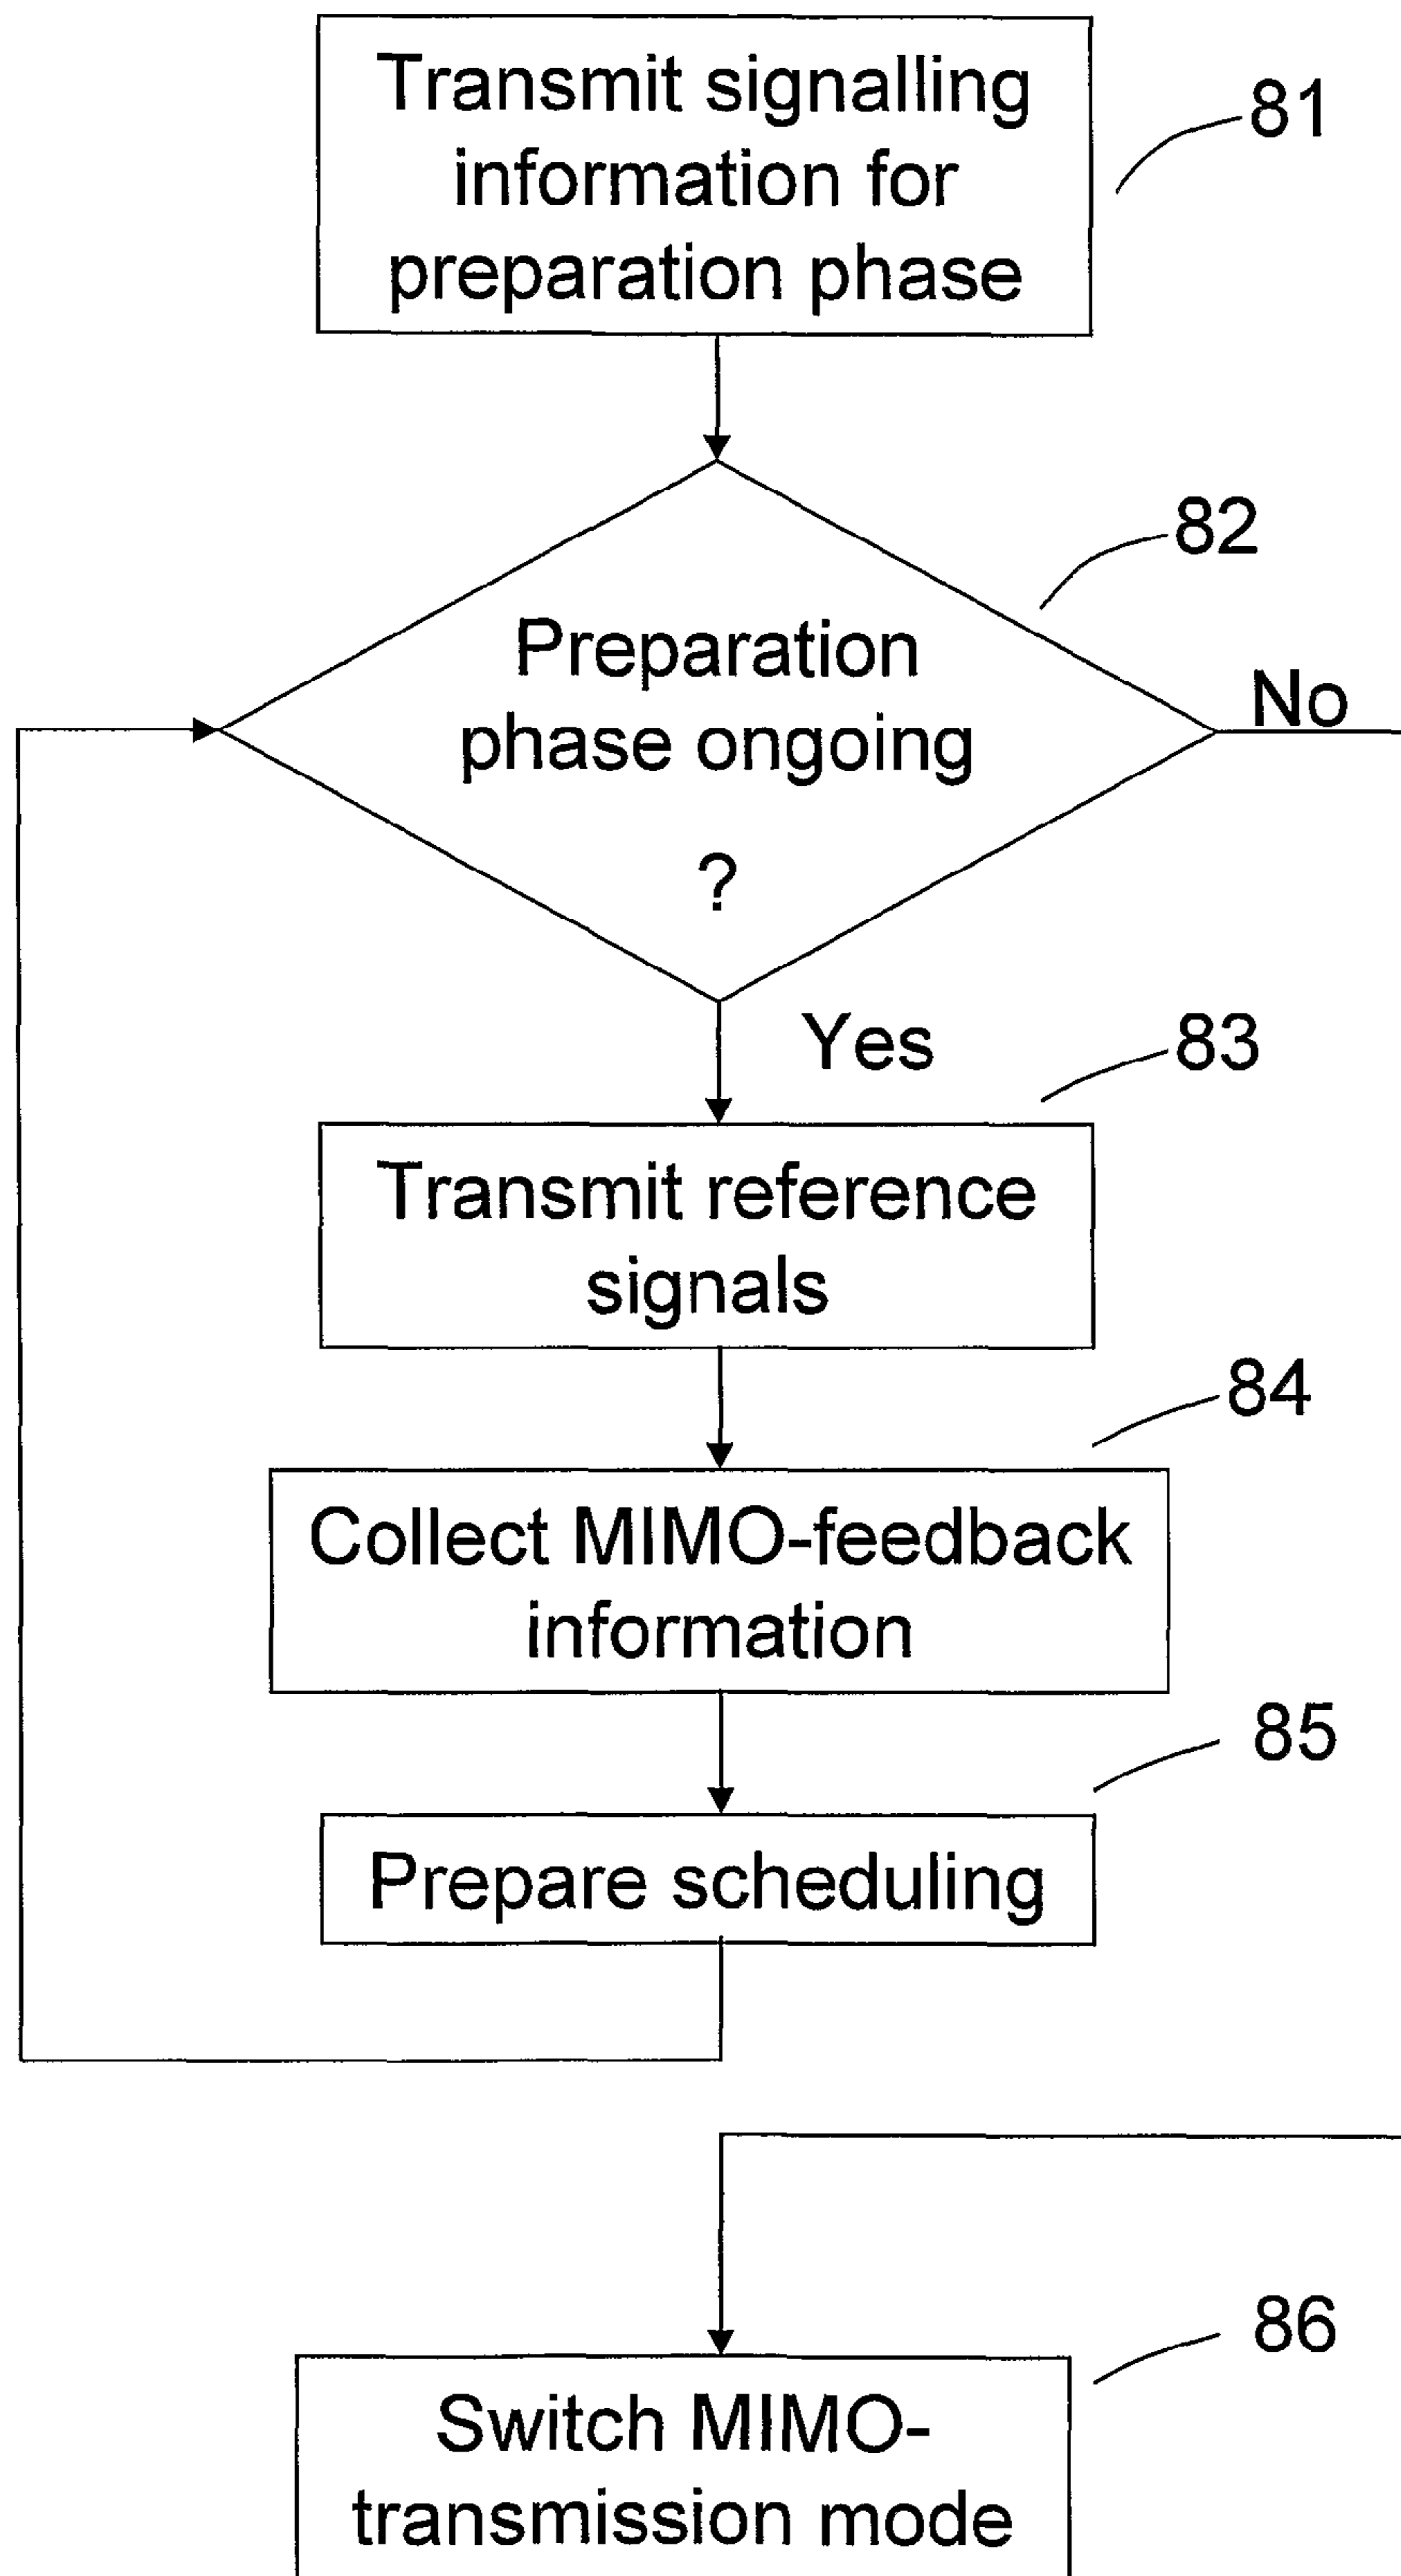 Transmit signalling
information for
preparation phase
81
82
Preparation
phase ongoing
?
No
Yes
83
Transmit reference
signals
84
Collect MIMO-feedback
information
85
Prepare scheduling
86
Switch MIMO-
transmission mode